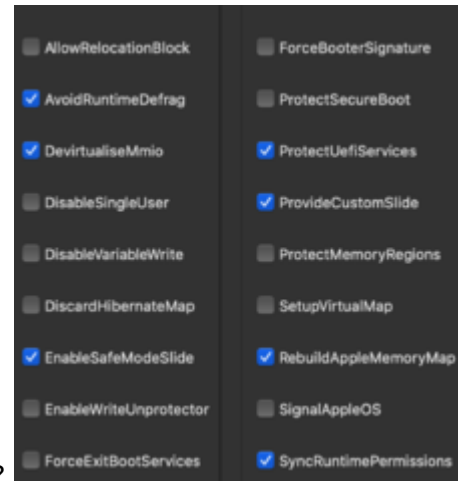 AllowRelocationBlock
AvoidRuntimeDefrag
DevirtualiseMmio
DisableSingleUser
DisableVariableWrite
DiscardHibernateMap
EnableSafeModeSlide
EnableWriteUnprotector
? ForceExitBootServices
ForceBooterSignature
ProtectSecureBoot
ProtectUefiServices
ProvideCustomSlide
ProtectMemoryRegions
SetupVirtualMap
RebuildAppleMemoryMap
SignalAppleOS
SyncRuntimePermissions